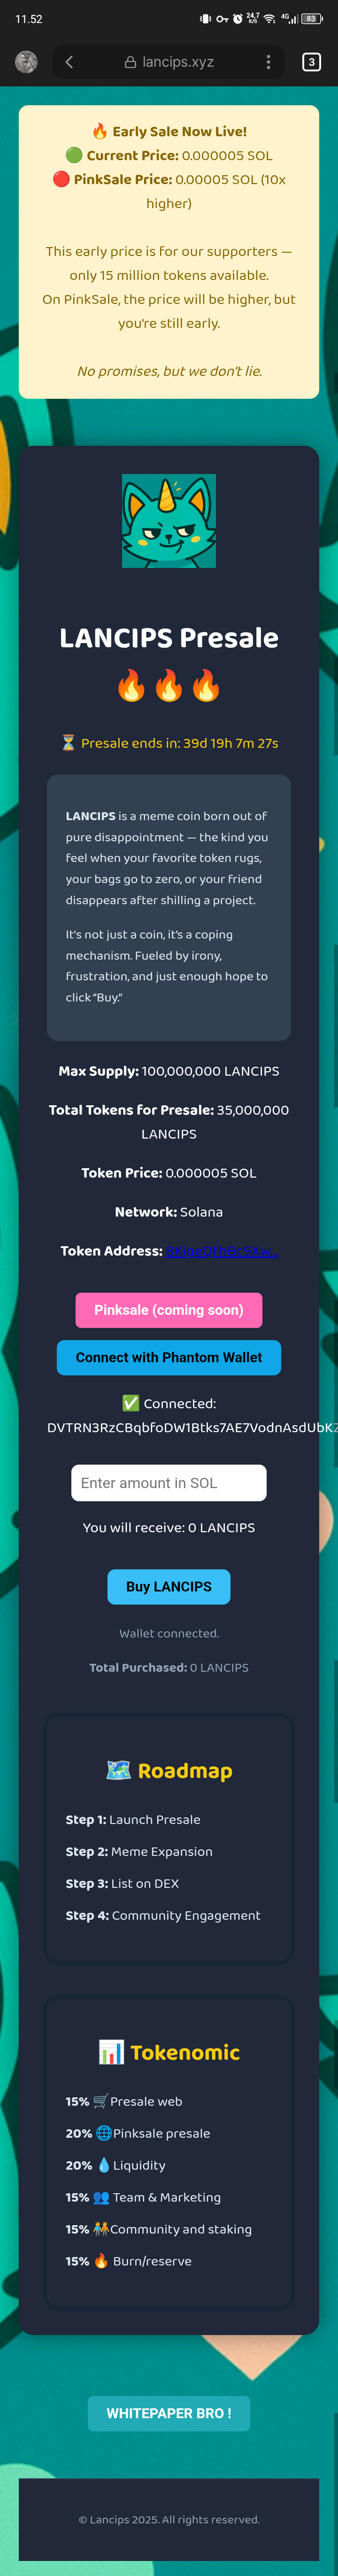 11.52
24,7
K/S
4G
83
lancips.xyz
3
🔥 Early Sale Now Live!
🟢 Current Price: 0.000005 SOL
🔴 PinkSale Price: 0.00005 SOL (10x
higher)
This early price is for our supporters —
only 15 million tokens available.
On PinkSale, the price will be higher, but
you're still early.
No promises, but we don't lie.
LANCIPS Presale
🔥🔥🔥
⏳ Presale ends in: 39d 19h 7m 27s
LANCIPS is a meme coin born out of
pure disappointment — the kind you
feel when your favorite token rugs,
your bags go to zero, or your friend
disappears after shilling a project.
It's not just a coin, it's a coping
mechanism. Fueled by irony,
frustration, and just enough hope to
click "Buy."
Max Supply: 100,000,000 LANCIPS
Total Tokens for Presale: 35,000,000
LANCIPS
Token Price: 0.000005 SOL
Network: Solana
Token Address:
Pinksale (coming soon)
Connect with Phantom Wallet
✅ Connected:
DVTRN3RzCBqbfoDW1Btks7AE7VodnAsdUbKZ
Enter amount in SOL
You will receive: 0 LANCIPS
Buy LANCIPS
Wallet connected.
Total Purchased: 0 LANCIPS
🗺️ Roadmap
Step 1: Launch Presale
Step 2: Meme Expansion
Step 3: List on DEX
Step 4: Community Engagement
📊 Tokenomic
15% 🛒Presale web
20% 🌐Pinksale presale
20% 💧Liquidity
15% 👥 Team & Marketing
15% 🧑‍🤝‍🧑Community and staking
15% 🔥 Burn/reserve
WHITEPAPER BRO !
© Lancips 2025. All rights reserved.